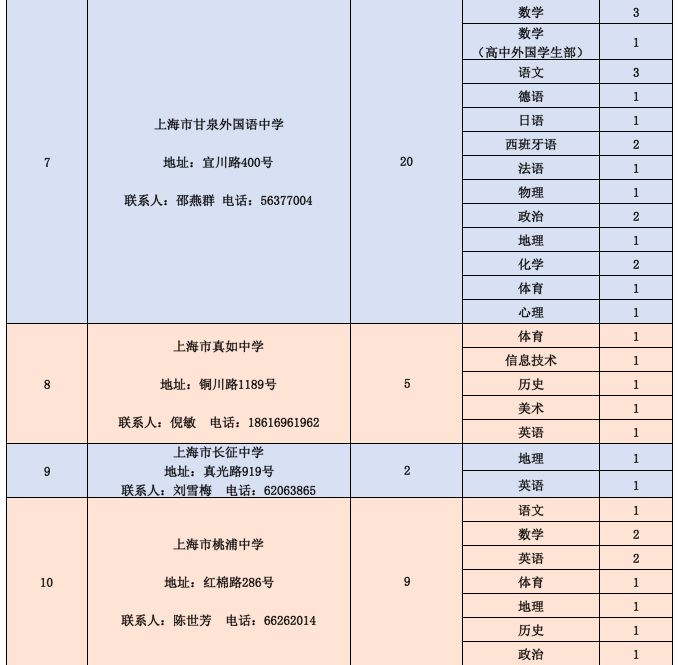 7
上海市甘泉外国语中学
地址：宜川路400号
联系人：邵燕群 电话：56377004
20
数学 3
数学
（高中外国学生部） 1
语文 3
德语 1
日语 1
西班牙语 2
法语 1
物理 1
政治 2
地理 1
化学 2
体育 1
心理 1
8
上海市真如中学
地址：铜川路1189号
联系人：倪敏 电话：18616961962
5
体育 1
信息技术 1
历史 1
美术 1
英语 1
9
上海市长征中学
地址：真光路919号
联系人：刘雪梅 电话：62063865
2
地理 1
英语 1
10
上海市桃浦中学
地址：红棉路286号
联系人：陈世芳 电话：66262014
9
语文 1
数学 2
英语 2
体育 1
地理 1
历史 1
政治 1